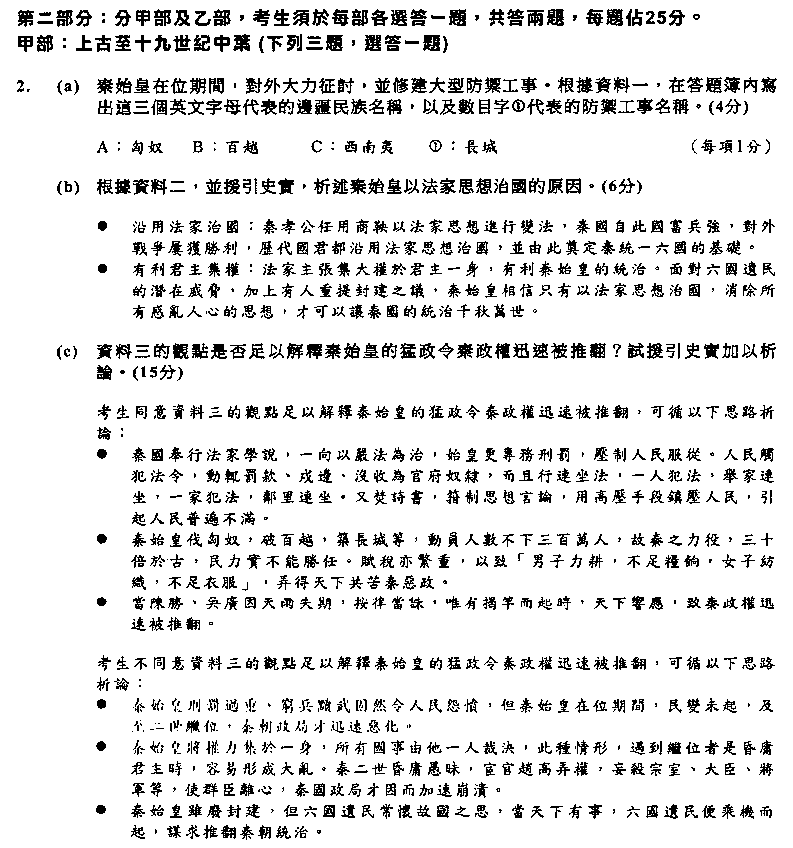 第二部分：分甲部及乙部，考生須於每部各選答一題，共答兩題，每題佔25分。
甲部：上古至十九世紀中葉 (下列三題，選答一題)
2. (a) 秦始皇在位期間，對外大力征討，並修建大型防禦工事。根據資料一，在答題簿內寫
出這三個英文字母代表的邊疆民族名稱，以及數目字①代表的防禦工事名稱。(4分)
A：匈奴 B：百越 C：西南夷 ①：長城 （每項1分）
(b) 根據資料二，並援引史實，析述秦始皇以法家思想治國的原因。(6分)
● 沿用法家治國：秦孝公任用商鞅以法家思想進行變法，秦國自此國富兵強，對外
戰爭屢獲勝利，歷代國君都沿用法家思想治國，並由此奠定秦統一六國的基礎。
● 有利君主集權：法家主張集大權於君主一身，有利秦始皇的統治。面對六國遺民
的潛在威脅，加上有人重提封建之議，秦始皇相信只有以法家思想治國，消除所
有惑亂人心的思想，才可以讓秦國的統治千秋萬世。
(c) 資料三的觀點是否足以解釋秦始皇的猛政令秦政權迅速被推翻？試援引史實加以析
論。(15分)
考生同意資料三的觀點足以解釋秦始皇的猛政令秦政權迅速被推翻，可循以下思路析
論：
● 秦國奉行法家學說，一向以嚴法為治，始皇更專務刑罰，壓制人民服從。人民觸
犯法令，動輒罰款、戍邊、沒收為官府奴隸，而且行連坐法，一人犯法，舉家連
坐，一家犯法，鄰里連坐。又焚詩書，箝制思想言論，用高壓手段鎮壓人民，引
起人民普遍不滿。
● 秦始皇伐匈奴，破百越，築長城等，動員人數不下三百萬人，故秦之力役，三十
倍於古，民力實不能勝任。賦稅亦繁重，以致「男子力耕，不足糧餉，女子紡
織，不足衣服」，弄得天下共苦秦惡政。
● 當陳勝、吳廣因天雨失期，按律當誅，唯有揭竿而起時，天下響應，致秦政權迅
速被推翻。
考生不同意資料三的觀點足以解釋秦始皇的猛政令秦政權迅速被推翻，可循以下思路
析論：
● 秦始皇刑罰過重、窮兵黷武固然令人民怨憤，但秦始皇在位期間，民變未起，及
至二世繼位，秦朝政局才迅速惡化。
● 秦始皇將權力集於一身，所有國事由他一人裁決，此種情形，遇到繼位者是昏庸
君主時，容易形成大亂。秦二世昏庸愚昧，宦官趙高弄權，妄殺宗室、大臣、將
軍等，使群臣離心，秦國政局才因而加速崩潰。
● 秦始皇雖廢封建，但六國遺民常懷故國之思，當天下有事，六國遺民便乘機而
起，謀求推翻秦朝統治。